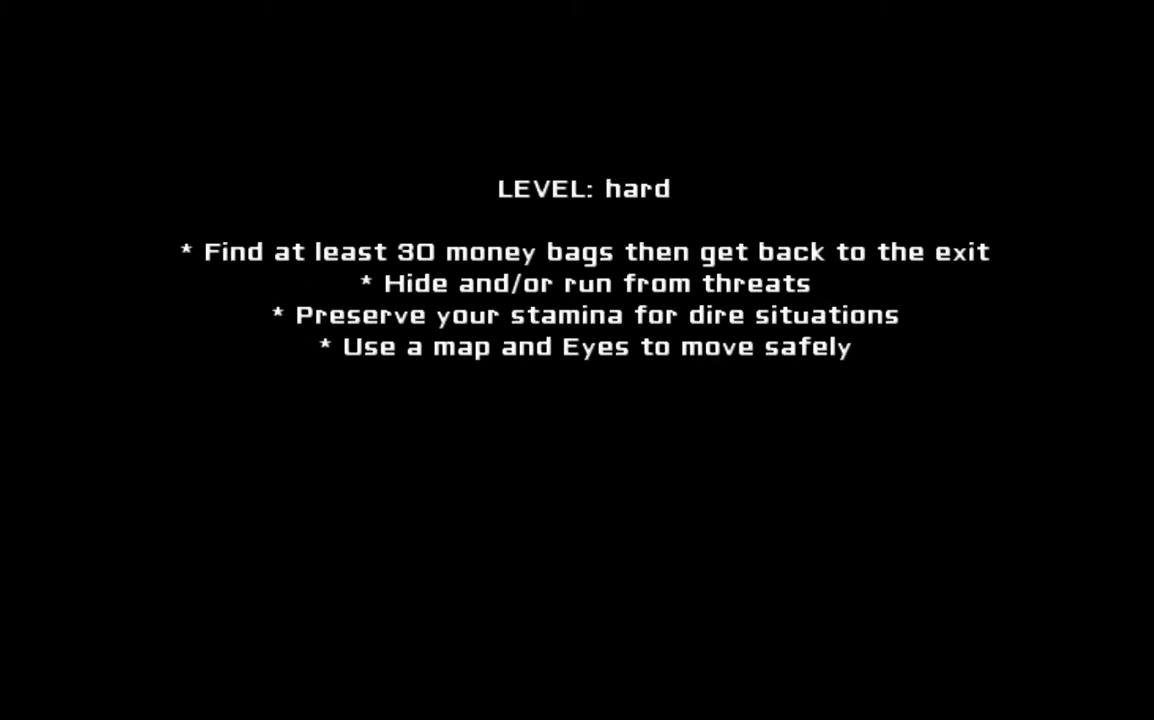 LEVEL: hard
* Find at least 30 money bags then get back to the exit
* Hide and/or run from threats
* Preserve your stamina for dire situations
* Use a map and Eyes to move safely